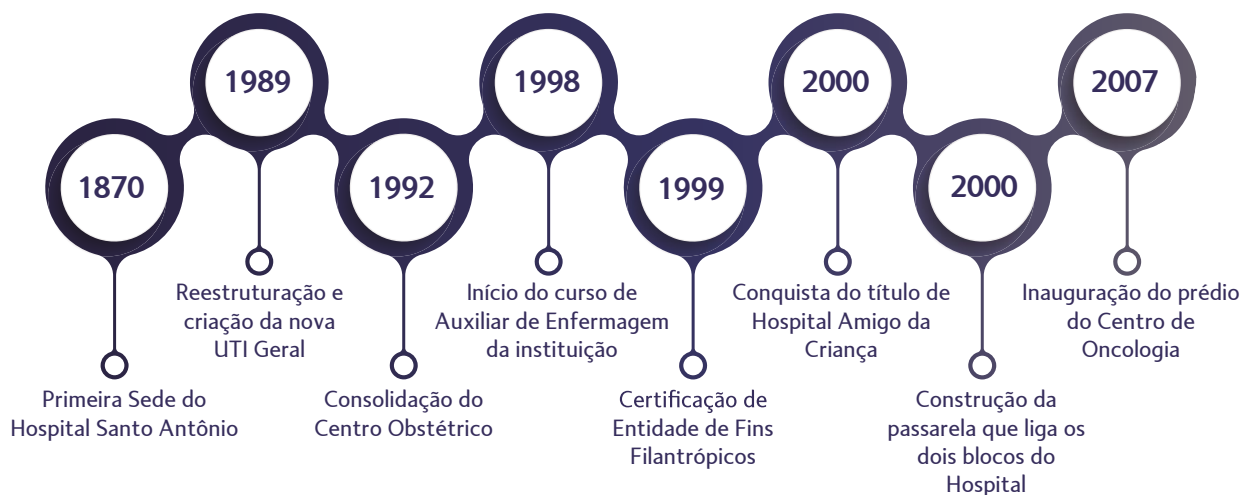 1870
Primeira Sede do
Hospital Santo Antônio
1989
Reestruturação e
criação da nova
UTI Geral
1992
Consolidação do
Centro Obstétrico
1998
Início do curso de
Auxiliar de Enfermagem
da instituição
1999
Certificação de
Entidade de Fins
Filantrópicos
2000
Conquista do título de
Hospital Amigo da
Criança
2000
Construção da
passarela que liga os
dois blocos do
Hospital
2007
Inauguração do prédio
do Centro de
Oncologia